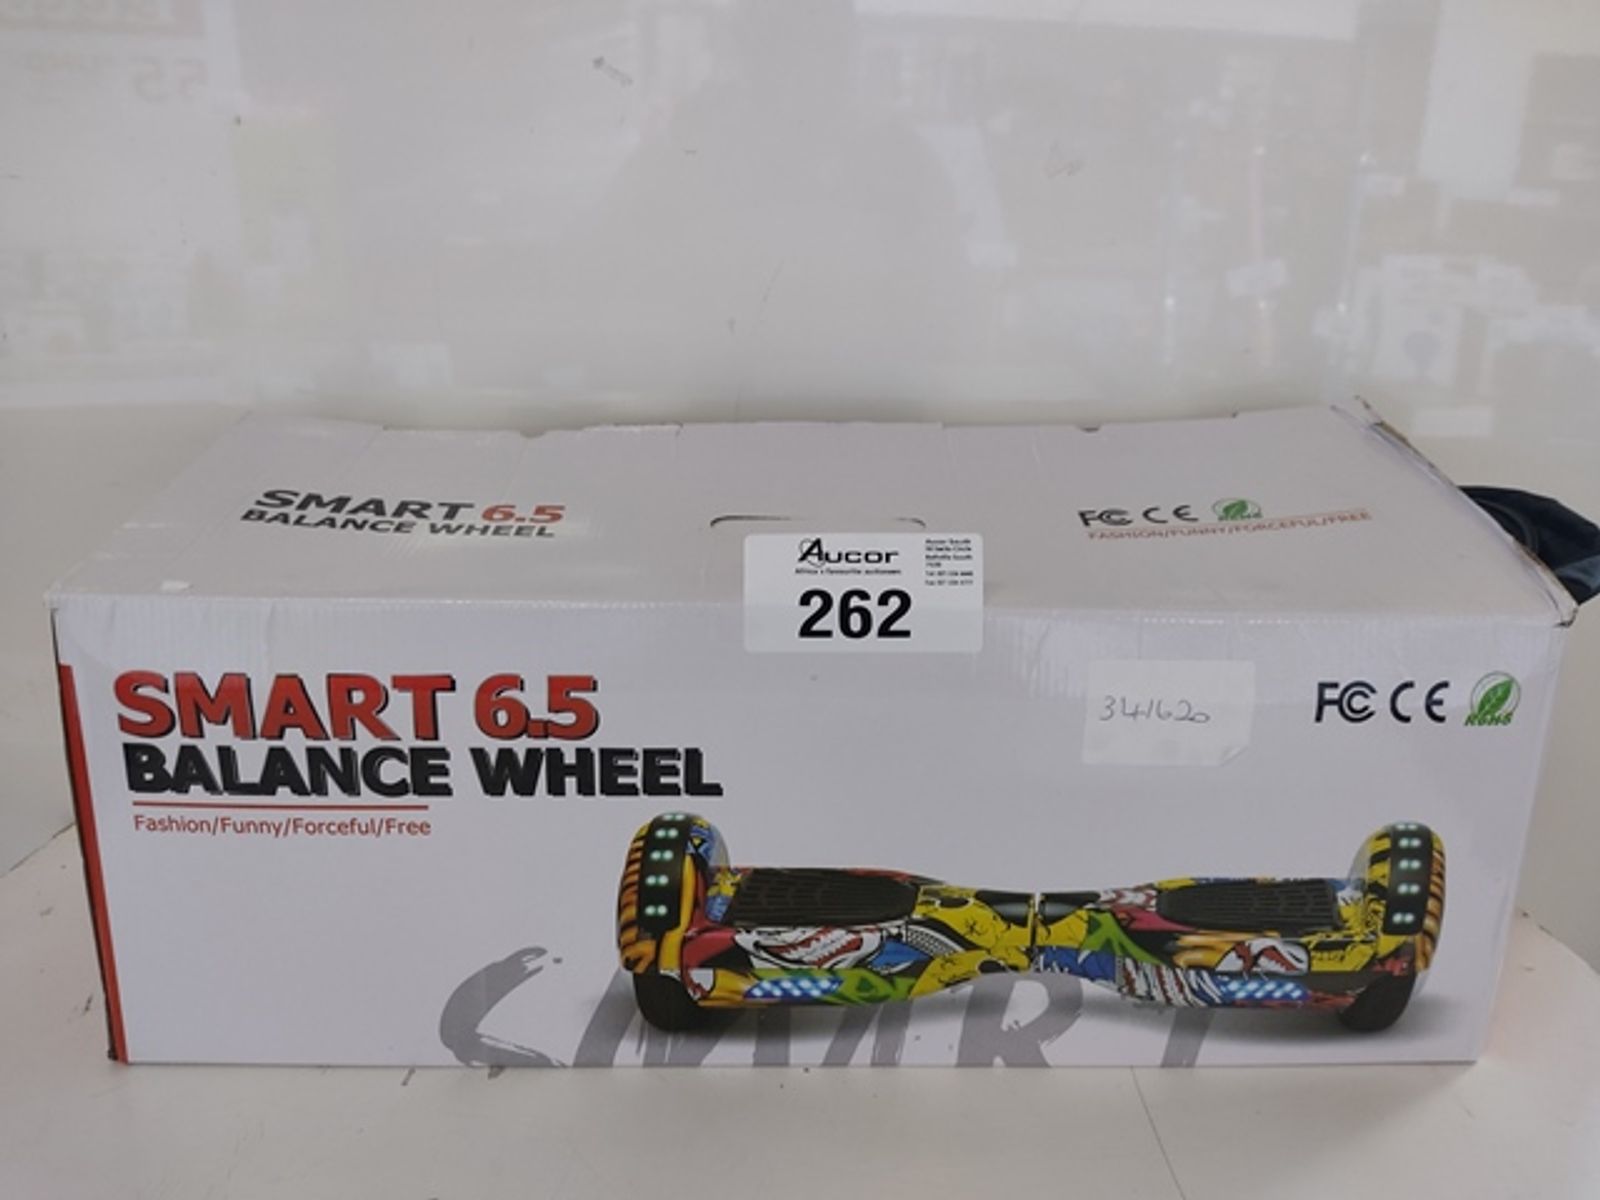 SMART 6.5
BALANCE WHEEL
FC CE RoHS
FASHION/FUNNY/FORCEFUL/FREE
Aucor
262
SMART 6.5
BALANCE WHEEL
Fashion/Funny/Forceful/Free
341620
FC CE RoHS
SMART